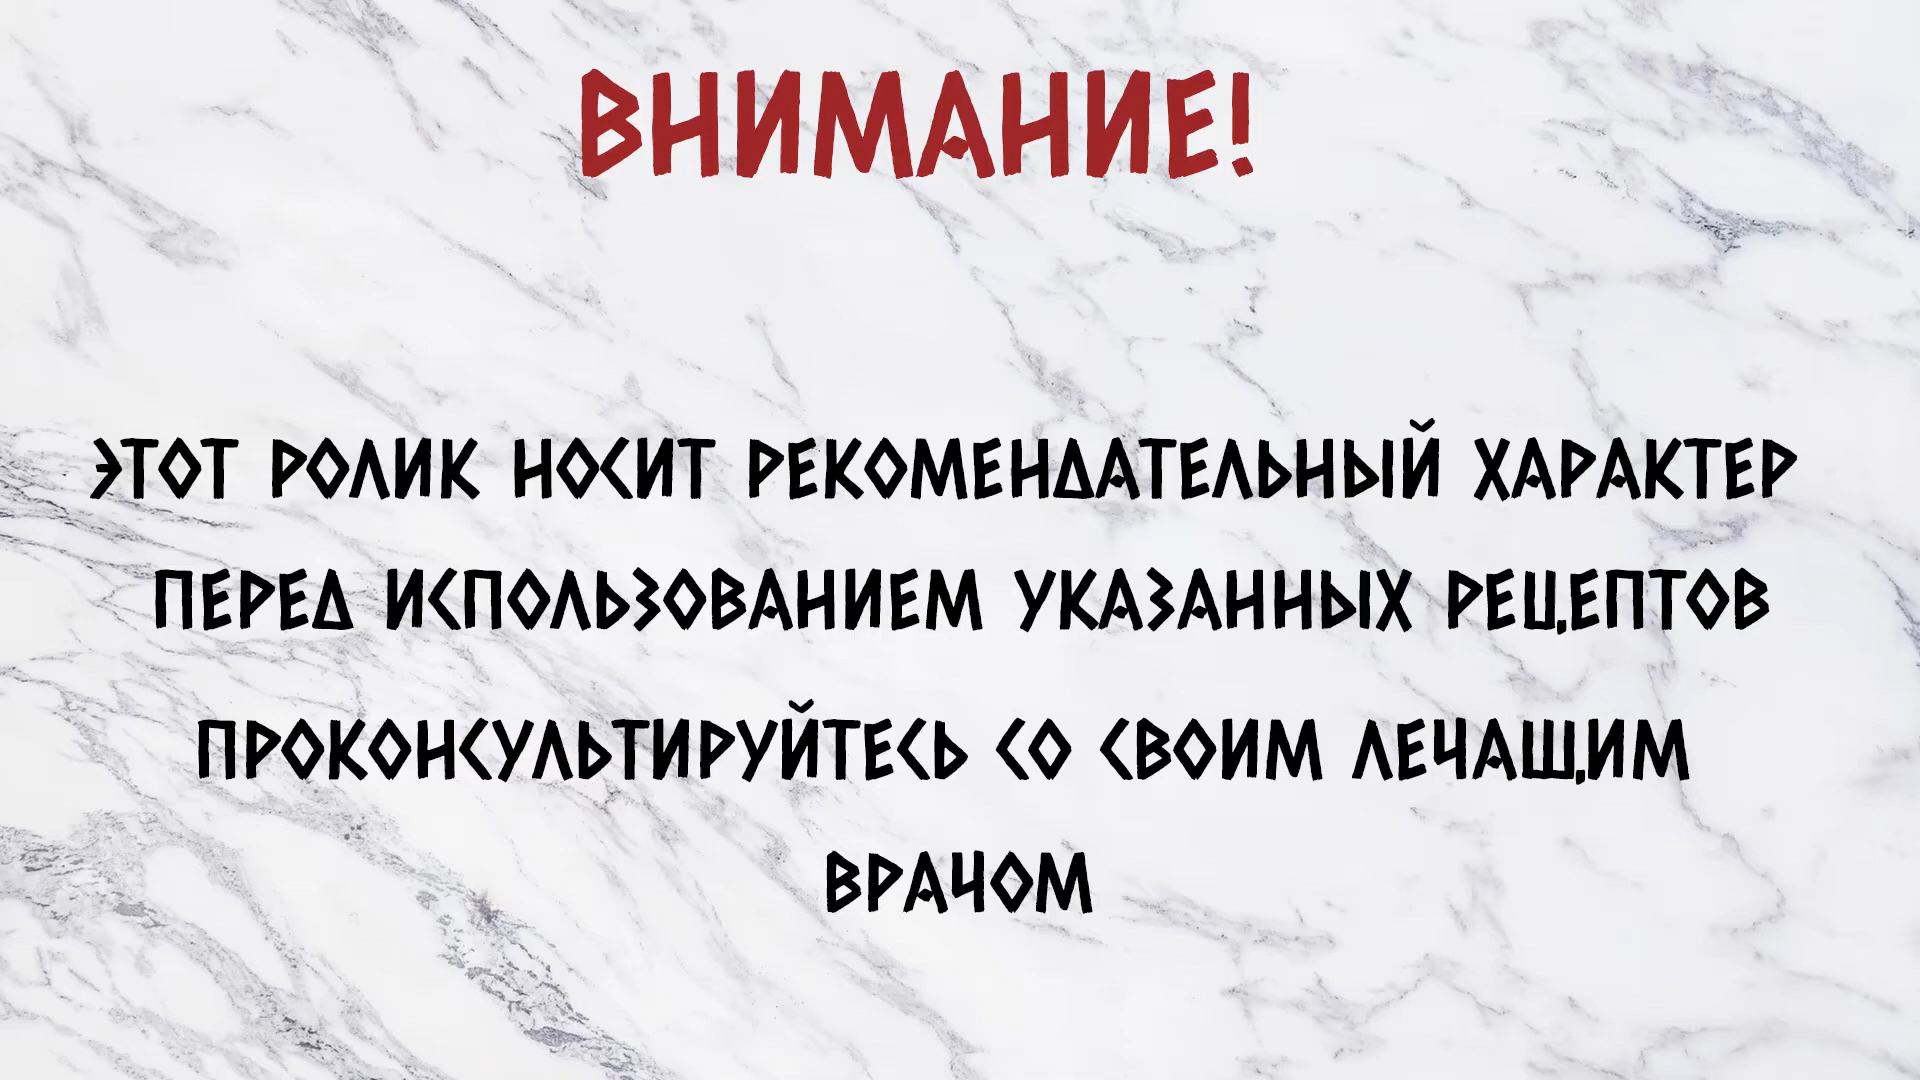 ВНИМАНИЕ!
ЭТОТ РОЛИК НОСИТ РЕКОМЕНДАТЕЛЬНЫЙ ХАРАКТЕР
ПЕРЕД ИСПОЛЬЗОВАНИЕМ УКАЗАННЫХ РЕЦЕПТОВ
ПРОКОНСУЛЬТИРУЙТЕСЬ СО СВОИМ ЛЕЧАЩИМ
ВРАЧОМ